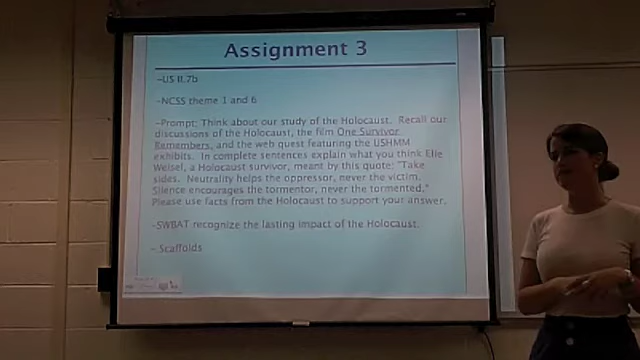 Assignment 3
-US II.7b
-NCSS theme 1 and 6
-Prompt: Think about our study of the Holocaust. Recall our
discussions of the Holocaust, the film One Survivor
Remembers, and the web quest featuring the USHMM
exhibits. In complete sentences explain what you think Elie
Weisel, a Holocaust survivor, meant by this quote: "Take
sides. Neutrality helps the oppressor, never the victim.
Silence encourages the tormentor, never the tormented."
Please use facts from the Holocaust to support your answer.
-SWBAT recognize the lasting impact of the Holocaust.
- Scaffolds